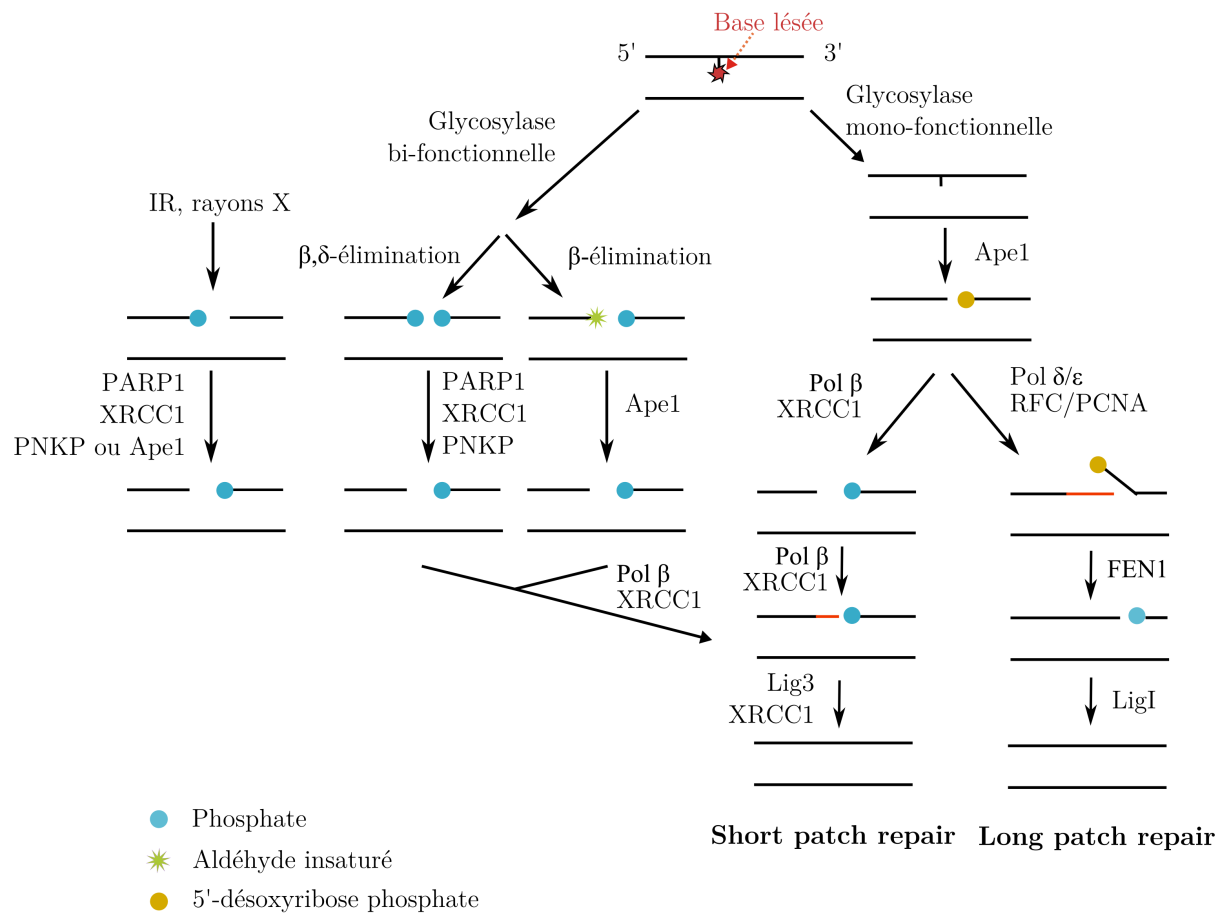 Base lésée
5'
3'
Glycosylase
bi-fonctionnelle
Glycosylase
mono-fonctionnelle
IR, rayons X
β,δ-élimination
β-élimination
Ape1
PARP1
XRCC1
PNKP ou Ape1
PARP1
XRCC1
PNKP
Ape1
Pol β
XRCC1
Pol δ/ε
RFC/PCNA
Pol β
XRCC1
Pol β
XRCC1
FEN1
Lig3
XRCC1
LigI
Short patch repair
Long patch repair
Phosphate
Aldéhyde insaturé
5'-désoxyribose phosphate